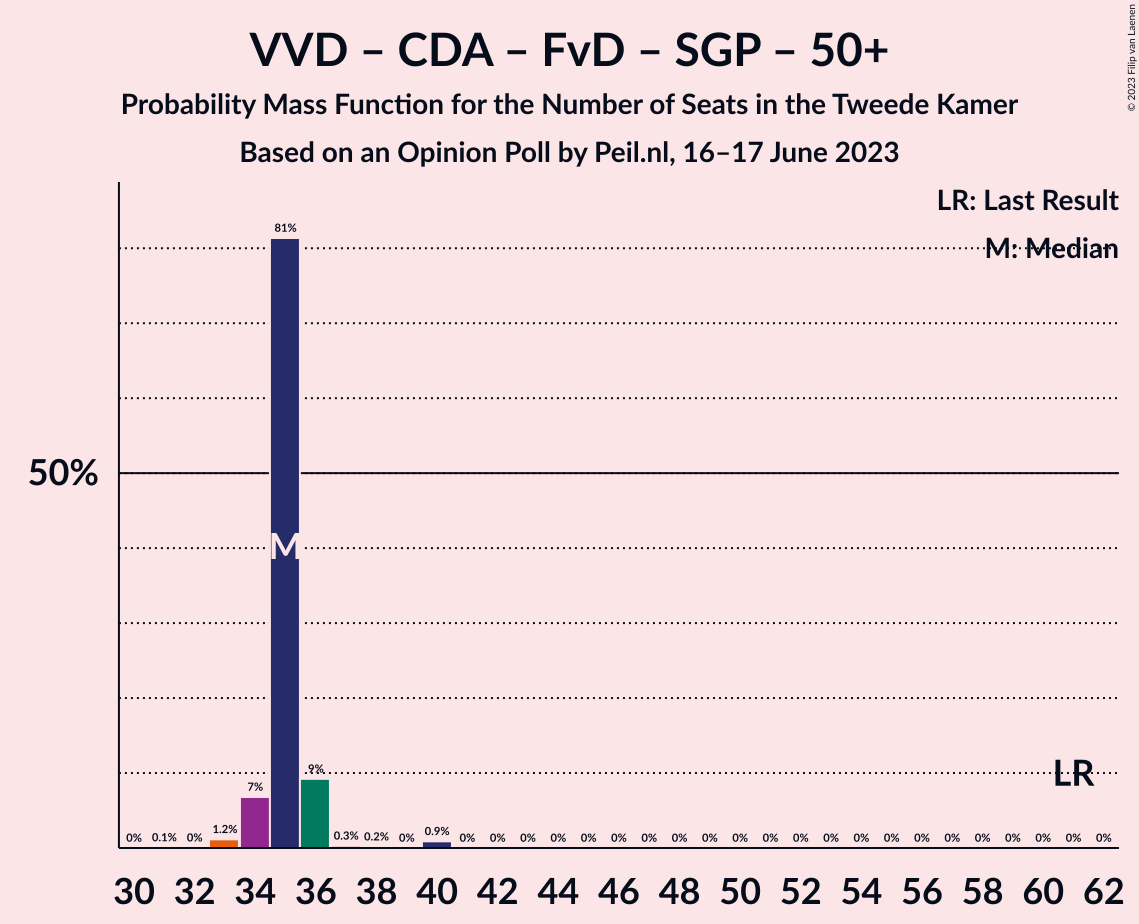 VVD – CDA – FvD – SGP – 50+
Probability Mass Function for the Number of Seats in the Tweede Kamer
Based on an Opinion Poll by Peil.nl, 16–17 June 2023
© 2023 Filip van Laenen
LR: Last Result
M: Median
81%
50%
M
9%
LR
7%
0% 0.1% 0% 1.2% 0.3% 0.2% 0% 0.9% 0% 0% 0% 0% 0% 0% 0% 0% 0% 0% 0% 0% 0% 0% 0% 0% 0% 0% 0% 0% 0% 0%
30 32 34 36 38 40 42 44 46 48 50 52 54 56 58 60 62